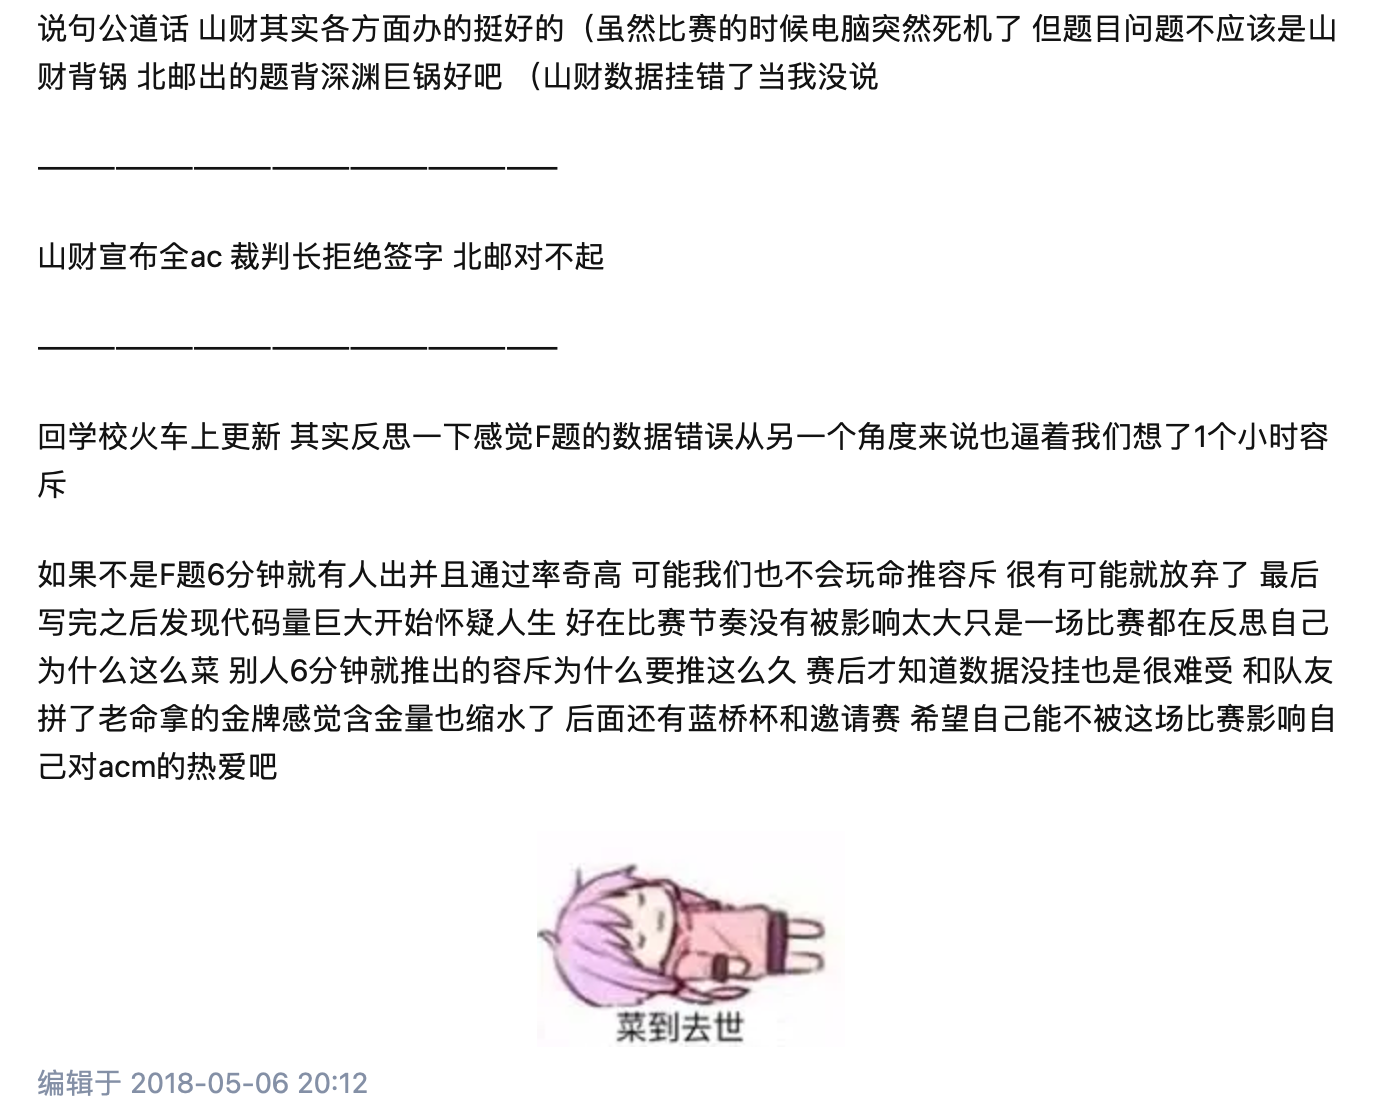 说句公道话 山财其实各方面办的挺好的（虽然比赛的时候电脑突然死机了 但题目问题不应该是山
财背锅 北邮出的题背深渊巨锅好吧 （山财数据挂错了当我没说
———————————————————
山财宣布全ac 裁判长拒绝签字 北邮对不起
———————————————————
回学校火车上更新 其实反思一下感觉F题的数据错误从另一个角度来说也逼着我们想了1个小时容
斥
如果不是F题6分钟就有人出并且通过率奇高 可能我们也不会玩命推容斥 很有可能就放弃了 最后
写完之后发现代码量巨大开始怀疑人生 好在比赛节奏没有被影响太大只是一场比赛都在反思自己
为什么这么菜 别人6分钟就推出的容斥为什么要推这么久 赛后才知道数据没挂也是很难受 和队友
拼了老命拿的金牌感觉含金量也缩水了 后面还有蓝桥杯和邀请赛 希望自己能不被这场比赛影响自
己对acm的热爱吧
菜到去世
编辑于 2018-05-06 20:12